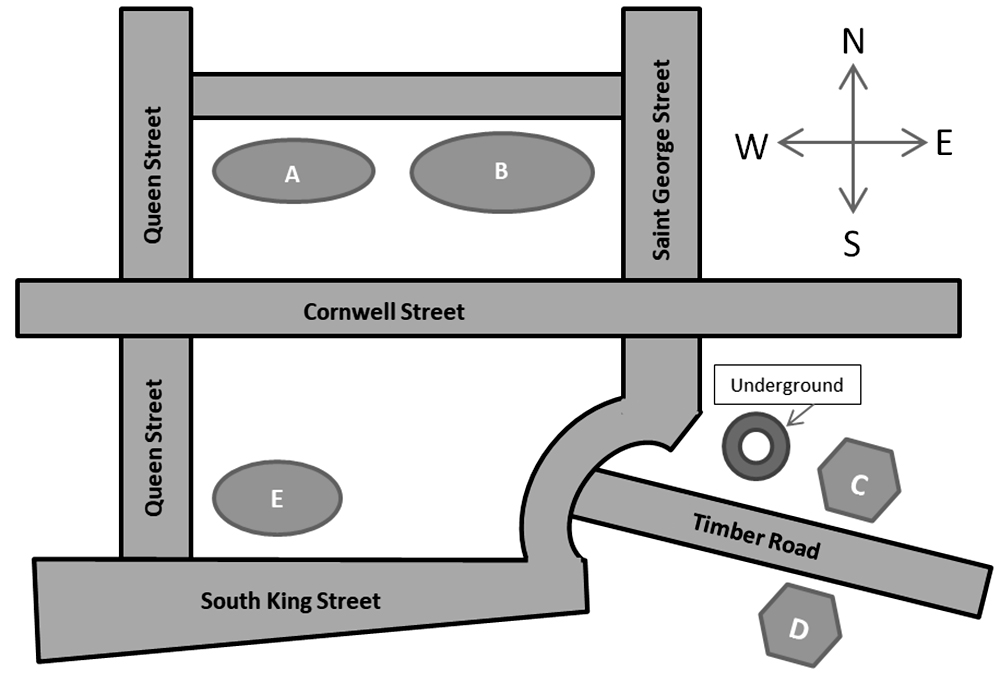 N
W
E
S
Queen Street
Saint George Street
A
B
Cornwell Street
Queen Street
Underground
E
C
Timber Road
South King Street
D